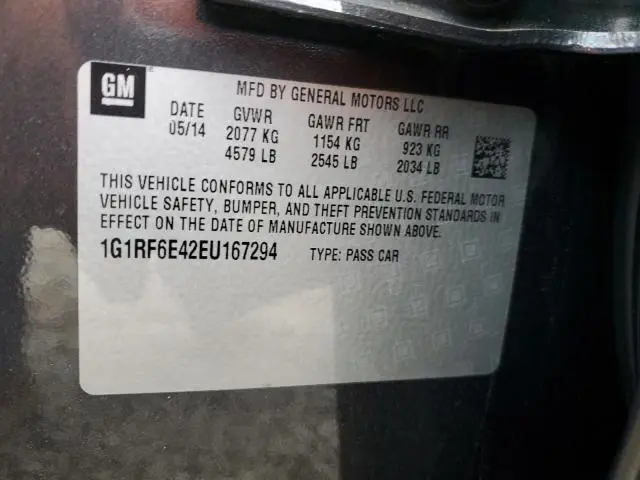 GM
MFD BY GENERAL MOTORS LLC
DATE GVWR GAWR FRT GAWR RR
05/14 2077 KG 1154 KG 923 KG
4579 LB 2545 LB 2034 LB
THIS VEHICLE CONFORMS TO ALL APPLICABLE U.S. FEDERAL MOTOR
VEHICLE SAFETY, BUMPER, AND THEFT PREVENTION STANDARDS IN
EFFECT ON THE DATE OF MANUFACTURE SHOWN ABOVE.
1G1RF6E42EU167294 TYPE: PASS CAR